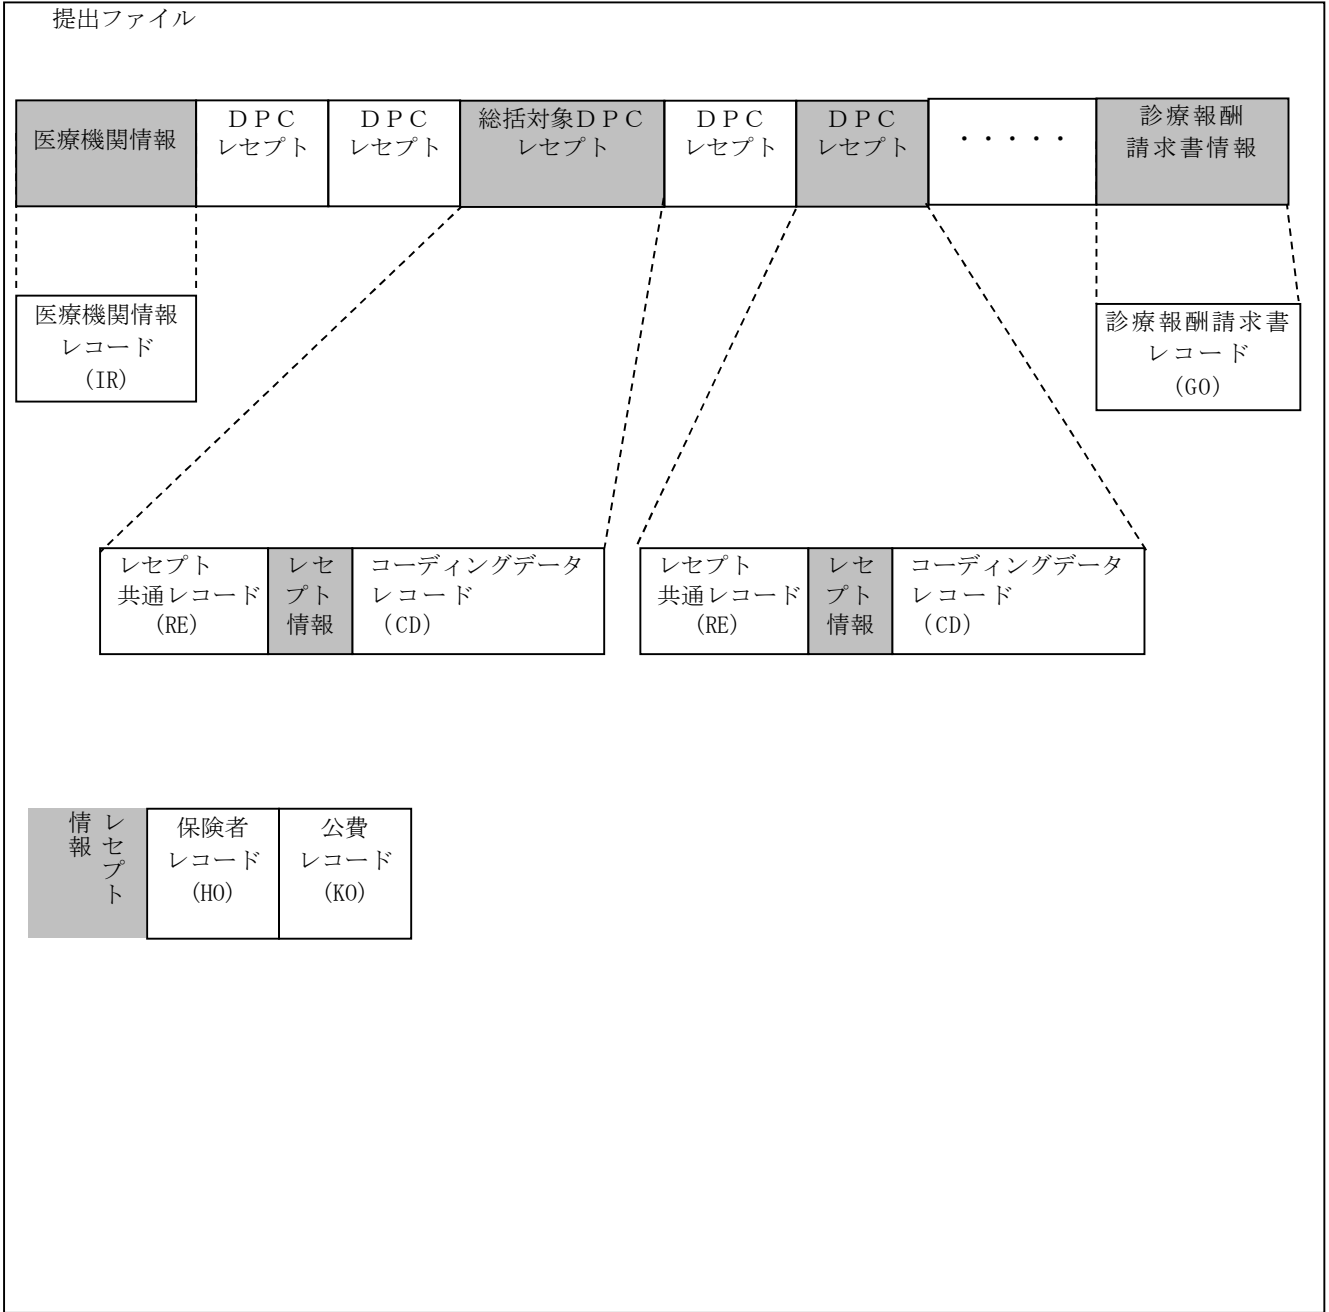 提出ファイル
医療機関情報
ＤＰＣ
レセプト
ＤＰＣ
レセプト
総括対象ＤＰＣ
レセプト
ＤＰＣ
レセプト
ＤＰＣ
レセプト
・・・・・
診療報酬
請求書情報
医療機関情報
レコード
(IR)
診療報酬請求書
レコード
(GO)
レセプト
共通レコード
(RE)
レセ
プト
情報
コーディングデータ
レコード
(CD)
レセプト
共通レコード
(RE)
レセ
プト
情報
コーディングデータ
レコード
(CD)
レセプト
情報
保険者
レコード
(HO)
公費
レコード
(KO)